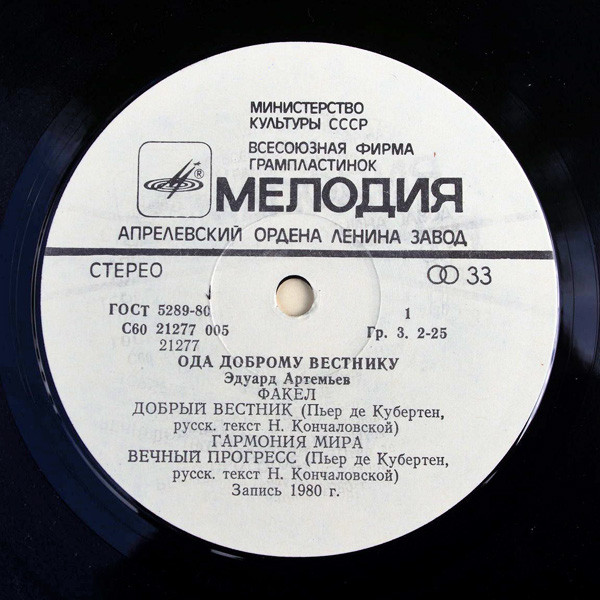 МИНИСТЕРСТВО
КУЛЬТУРЫ СССР
ВСЕСОЮЗНАЯ ФИРМА
ГРАМПЛАСТИНОК
®
МЕЛОДИЯ
АПРЕЛЕВСКИЙ ОРДЕНА ЛЕНИНА ЗАВОД
СТЕРЕО 33
ГОСТ 5289-80 1
С60 21277 005 Гр. 3. 2-25
21277
ОДА ДОБРОМУ ВЕСТНИКУ
Эдуард Артемьев
ФАКЕЛ
ДОБРЫЙ ВЕСТНИК (Пьер де Кубертен,
русск. текст Н. Кончаловской)
ГАРМОНИЯ МИРА
ВЕЧНЫЙ ПРОГРЕСС (Пьер де Кубертен,
русск. текст Н. Кончаловской)
Запись 1980 г.